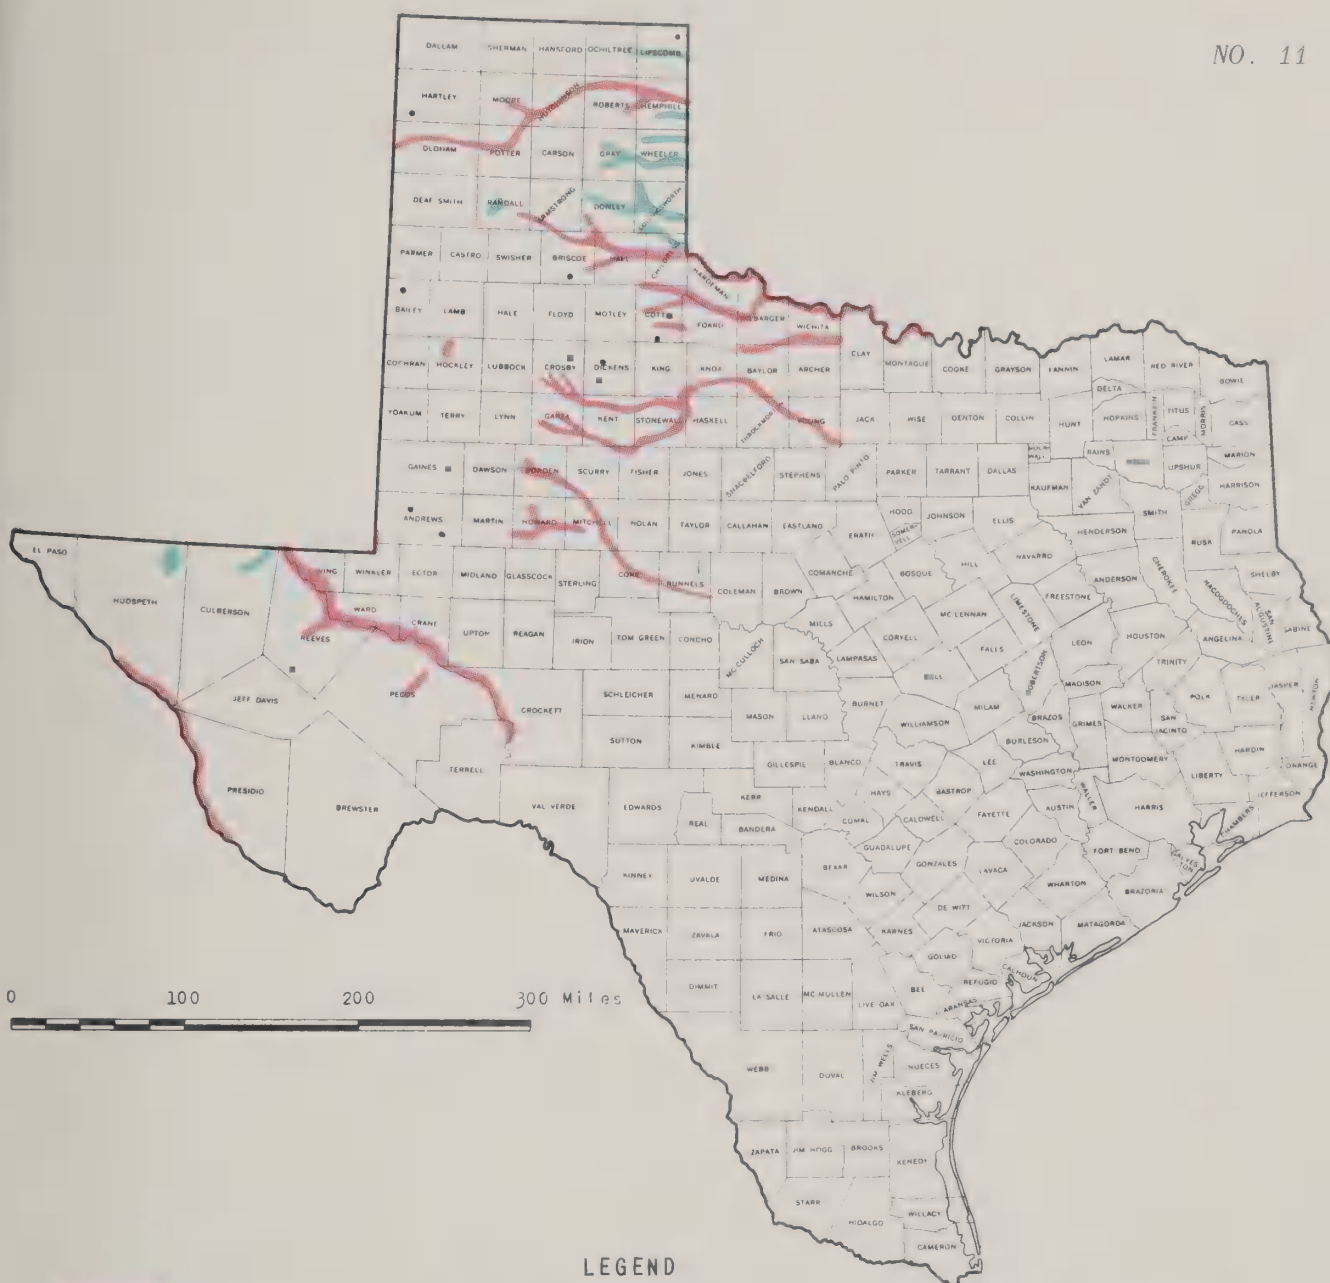 NO. 11
DALLAM SHERMAN HANSFORD OCHILTREE LIPSCOMB
HARTLEY MOORE HUTCHINSON ROBERTS HEMPHILL
OLDHAM POTTER CARSON GRAY WHEELER
DEAF SMITH RANDALL ARMSTRONG DONLEY COLLINGSWORTH
PARMER CASTRO SWISHER BRISCOE HALL CHILDRESS HARDEMAN
BAILEY LAMB HALE FLOYD MOTLEY FOARD WICHITA
COCHRAN HOCKLEY LUBBOCK CROSBY DICKENS KING KNOX BAYLOR ARCHER CLAY MONTAGUE COOKE GRAYSON FANNIN LAMAR RED RIVER BOWIE
DELTA
YOAKUM TERRY LYNN GARZA KENT STONEWALL HASKELL THROCKMORTON YOUNG JACK WISE DENTON COLLIN HUNT HOPKINS FRANKLIN TITUS MORRIS CASS
CAMP
GAINES DAWSON BORDEN SCURRY FISHER JONES SHACKELFORD STEPHENS PALO PINTO PARKER TARRANT DALLAS RAINS UPSHUR MARION
KAUFMAN VAN ZANDT GREGG HARRISON
ANDREWS MARTIN HOWARD MITCHELL NOLAN TAYLOR CALLAHAN EASTLAND ERATH HOOD SOMERVELL JOHNSON ELLIS HENDERSON SMITH RUSK PANOLA
EL PASO HUDSPETH CULBERSON WINKLER ECTOR MIDLAND GLASSCOCK STERLING COKE RUNNELS COLEMAN BROWN COMANCHE BOSQUE HILL NAVARRO ANDERSON CHEROKEE SHELBY
REEVES WARD CRANE UPTON REAGAN IRION TOM GREEN CONCHO MC CULLOCH SAN SABA MILLS HAMILTON CORYELL MC LENNAN LIMESTONE FREESTONE NACOGDOCHES SAN AUGUSTINE SABINE
LAMPASAS FALLS LEON HOUSTON ANGELINA
JEFF DAVIS PECOS CROCKETT SCHLEICHER MENARD MASON LLANO BURNET MILAM ROBERTSON MADISON TRINITY POLK TYLER JASPER NEWTON
SUTTON KIMBLE WILLIAMSON BRAZOS GRIMES WALKER SAN JACINTO
PRESIDIO BREWSTER TERRELL GILLESPIE BLANCO TRAVIS LEE BURLESON WASHINGTON MONTGOMERY LIBERTY HARDIN ORANGE
VAL VERDE EDWARDS KERR KENDALL HAYS BASTROP AUSTIN WALLER HARRIS CHAMBERS JEFFERSON
REAL BANDERA COMAL CALDWELL FAYETTE COLORADO FORT BEND GALVESTON
KINNEY UVALDE MEDINA BEXAR GUADALUPE GONZALES LAVACA WHARTON BRAZORIA
WILSON DE WITT JACKSON MATAGORDA
MAVERICK ZAVALA FRIO ATASCOSA KARNES VICTORIA
GOLIAD CALHOUN
DIMMIT LA SALLE MC MULLEN LIVE OAK BEE REFUGIO
ARANSAS
SAN PATRICIO
WEBB DUVAL JIM WELLS NUECES
KLEBERG
ZAPATA JIM HOGG BROOKS KENEDY
STARR HIDALGO WILLACY
CAMERON
0 100 200 300 Miles
LEGEND